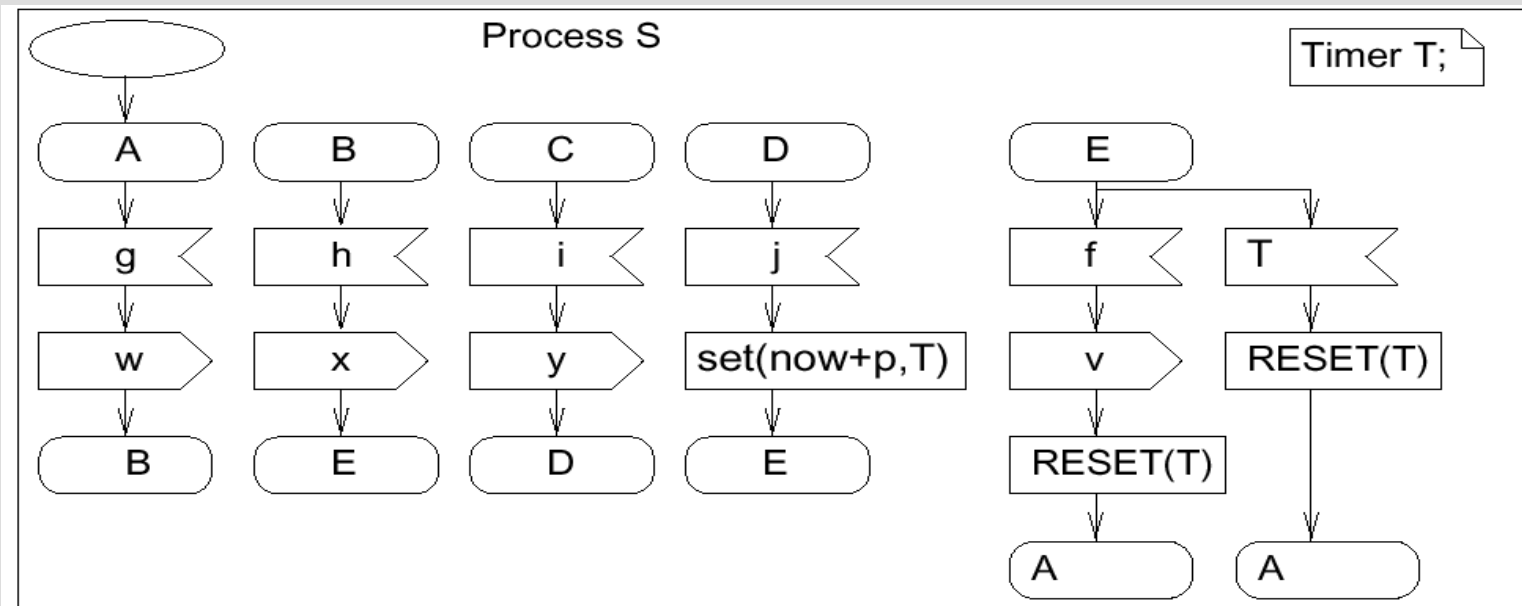 Process S
Timer T;
A B C D E
g h i j f T
w x y set(now+p,T) v RESET(T)
B E D E RESET(T)
A A